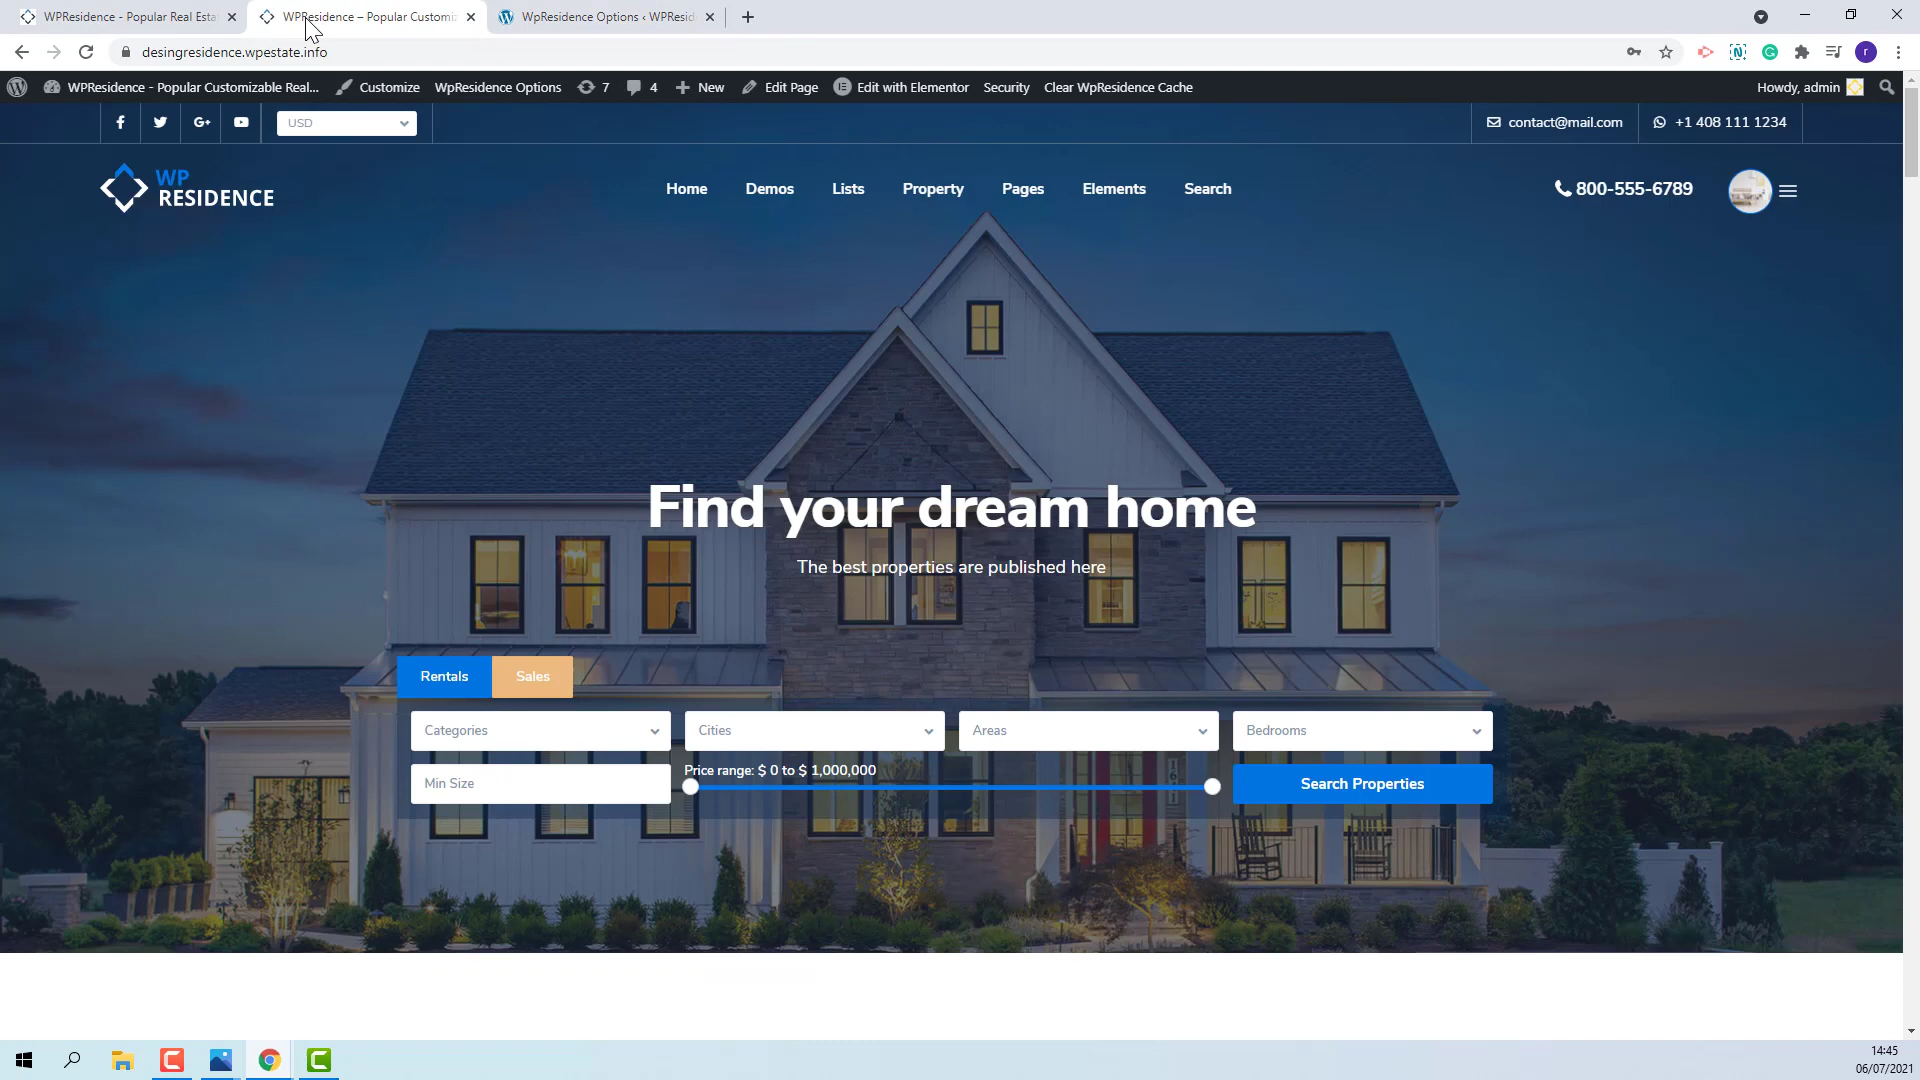 WPResidence - Popular Real Esta
WPResidence – Popular Customiz
WpResidence Options ‹ WPResid
desingresidence.wpestate.info
r
WPResidence - Popular Customizable Real...
Customize
WpResidence Options
7
4
New
Edit Page
Edit with Elementor
Security
Clear WpResidence Cache
Howdy, admin
USD
contact@mail.com
+1 408 111 1234
WP
RESIDENCE
Home
Demos
Lists
Property
Pages
Elements
Search
800-555-6789
Find your dream home
The best properties are published here
Rentals
Sales
Categories
Cities
Areas
Bedrooms
Min Size
Price range: $ 0 to $ 1,000,000
Search Properties
14:45
06/07/2021